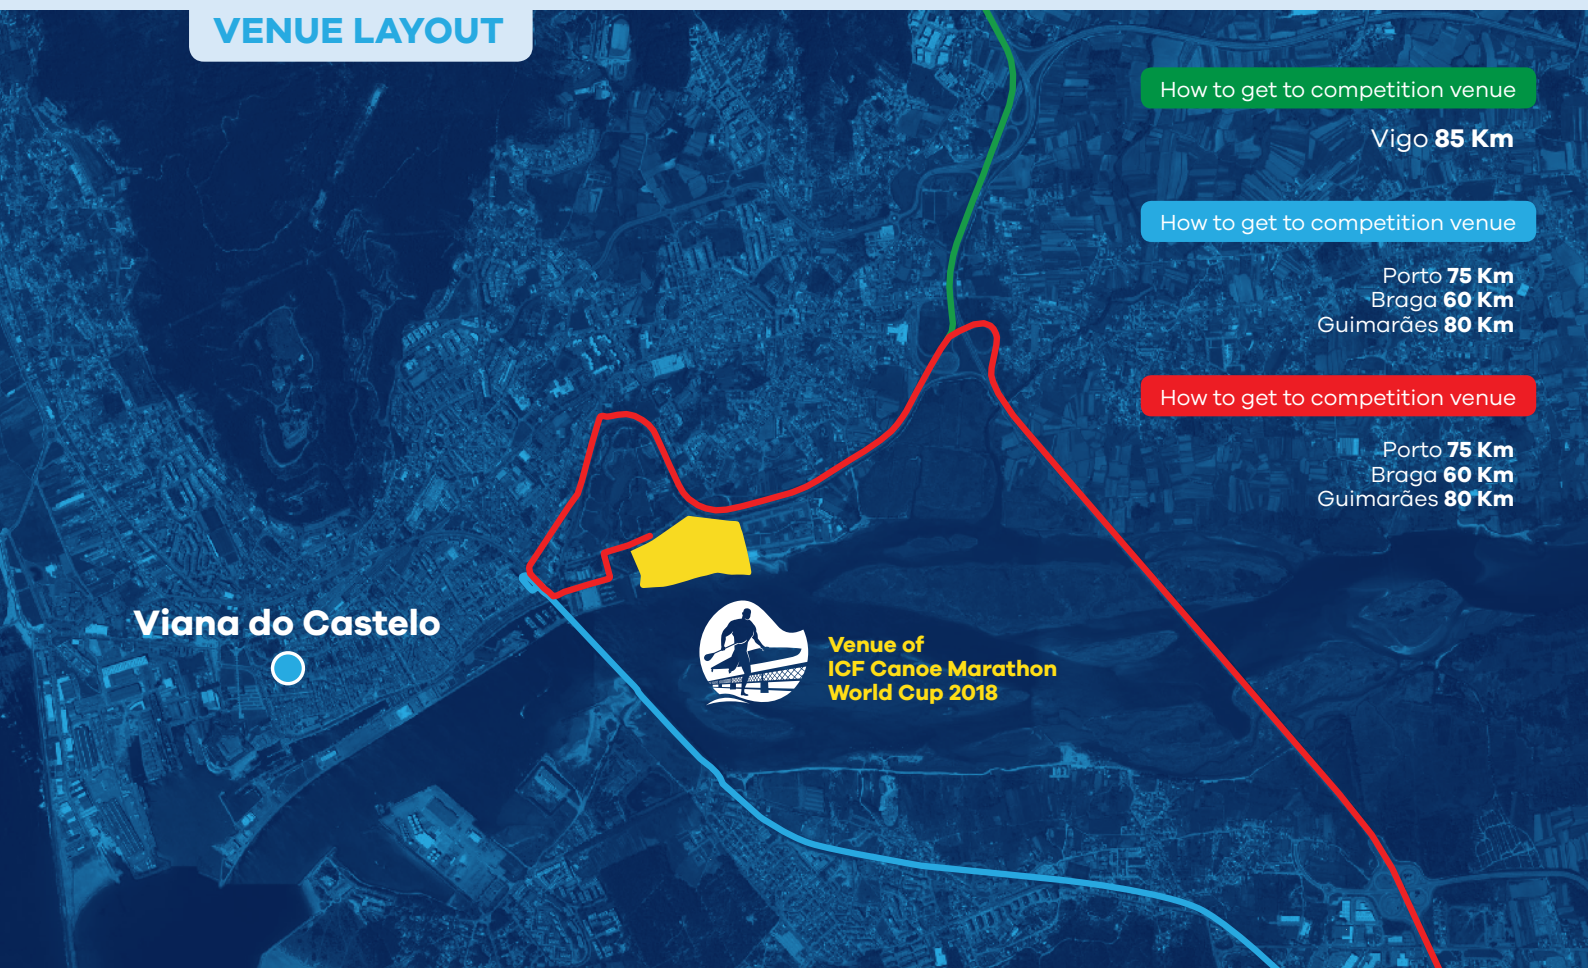 VENUE LAYOUT
How to get to competition venue
Vigo 85 Km
How to get to competition venue
Porto 75 Km
Braga 60 Km
Guimarães 80 Km
How to get to competition venue
Porto 75 Km
Braga 60 Km
Guimarães 80 Km
Viana do Castelo
Venue of
ICF Canoe Marathon
World Cup 2018